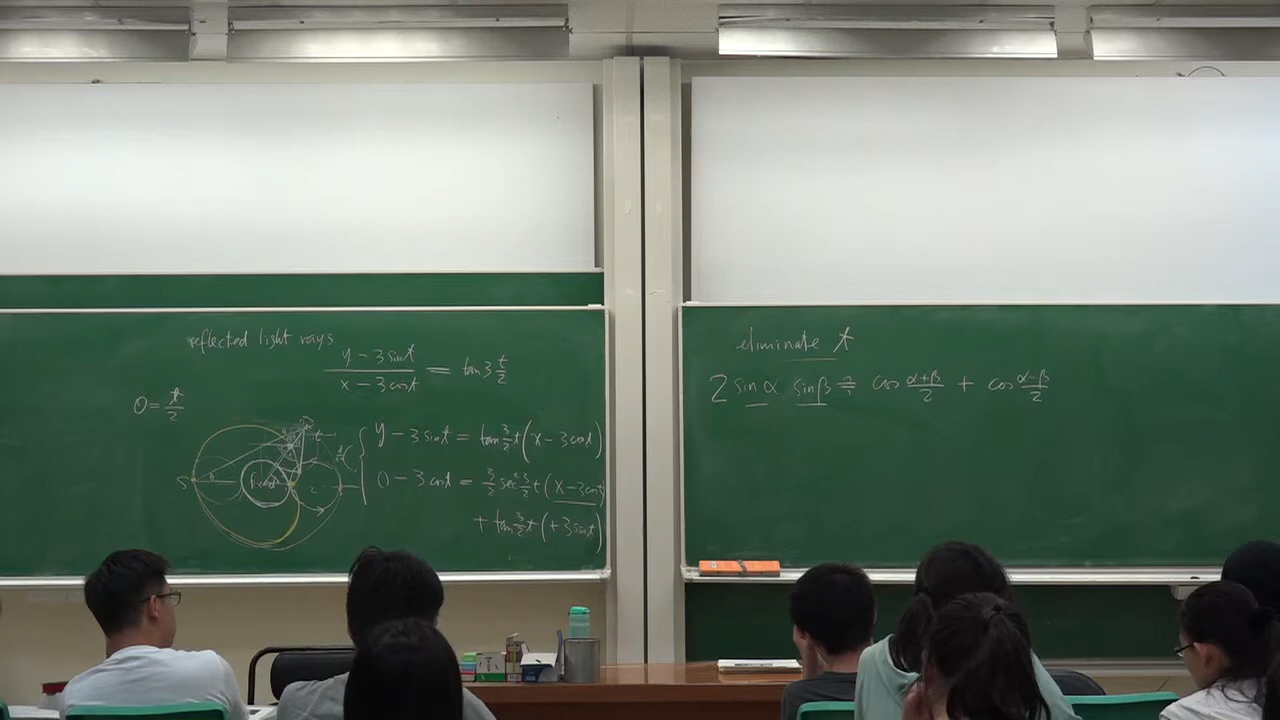 reflected light rays
y - 3 sin t / x - 3 cos t = tan 3 t/2
θ = t/2
y - 3 sin t = tan 3/2 t (x - 3 cos t)
0 - 3 cos t = 3/2 sec² 3/2 t (x - 3 cos t)
+ tan 3/2 t (+3 sin t)
S
fixed
eliminate t
2 sin α sin β ?= cos α+β/2 + cos α-β/2